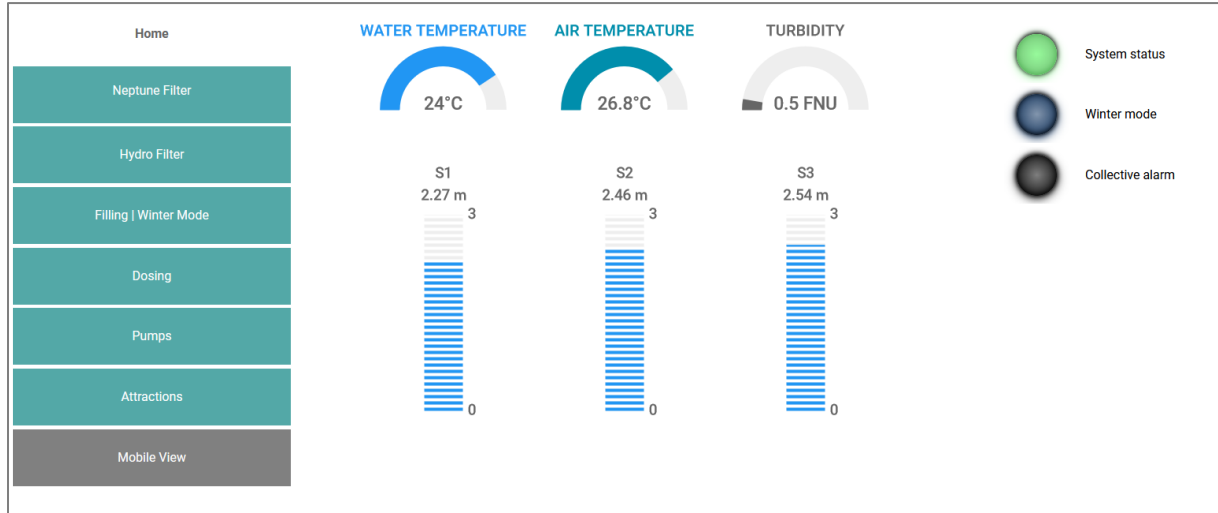 Home
Neptune Filter
Hydro Filter
Filling | Winter Mode
Dosing
Pumps
Attractions
Mobile View
WATER TEMPERATURE
24°C
AIR TEMPERATURE
26.8°C
TURBIDITY
0.5 FNU
S1
2.27 m
3
0
S2
2.46 m
3
0
S3
2.54 m
3
0
System status
Winter mode
Collective alarm